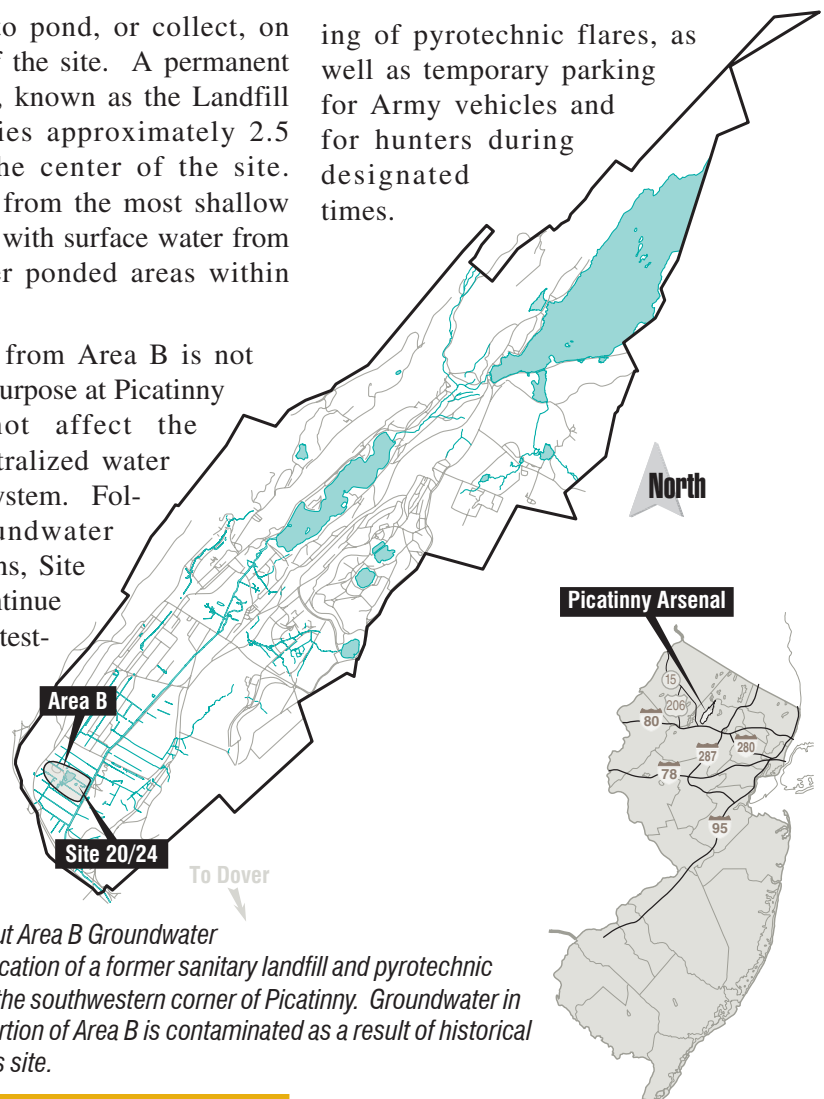 to pond, or collect, on
f the site. A permanent
, known as the Landfill
ies approximately 2.5
he center of the site.
from the most shallow
with surface water from
er ponded areas within
from Area B is not
urpose at Picatinny
not affect the
tralized water
ystem. Fol-
undwater
ns, Site
ntinue
test-
ing of pyrotechnic flares, as
well as temporary parking
for Army vehicles and
for hunters during
designated
times.
North
Picatinny Arsenal
15
206
80
287
280
78
95
Area B
Site 20/24
To Dover
ut Area B Groundwater
cation of a former sanitary landfill and pyrotechnic
the southwestern corner of Picatinny. Groundwater in
rtion of Area B is contaminated as a result of historical
s site.